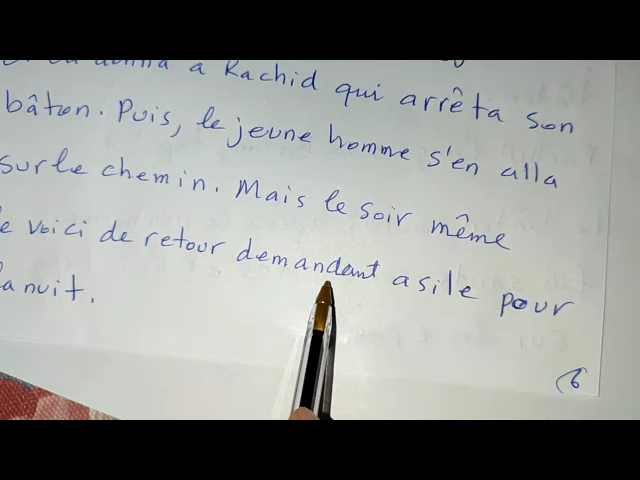 donna à Rachid qui arrêta son
bâton. Puis, le jeune homme s'en alla
sur le chemin. Mais le soir même
voici de retour demandant asile pour
nuit.
6